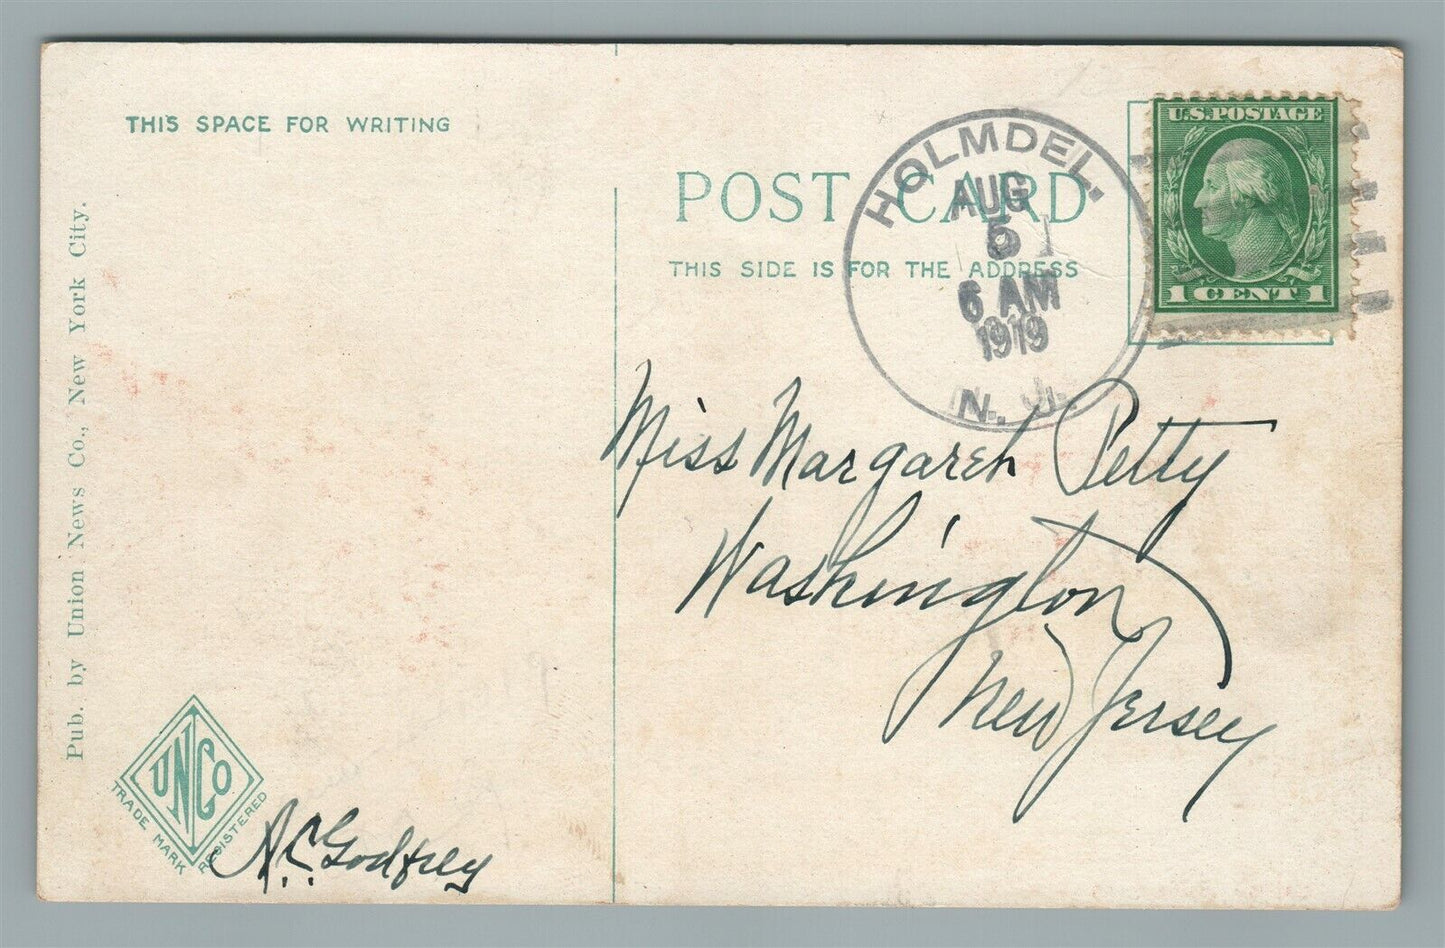 THIS SPACE FOR WRITING
POST CARD
THIS SIDE IS FOR THE ADDRESS
HOLMDEL.
AUG
5
6 AM
1919
N. J.
U.S. POSTAGE
1 CENT 1
Miss Margaret Petty
Washington
New Jersey
Pub. by Union News Co., New York City.
UNCo
TRADE MARK REGISTERED
A.C. Godfrey